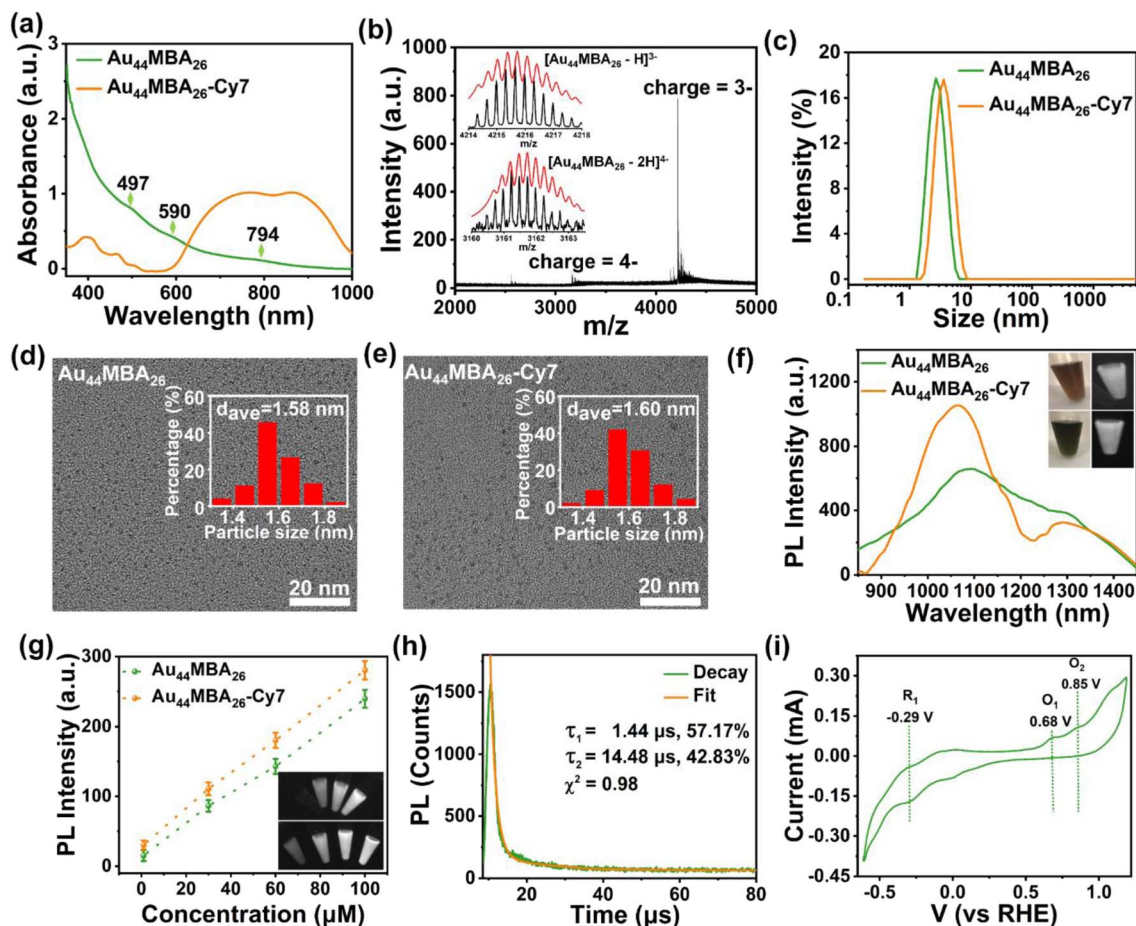 (a)
Absorbance (a.u.)
3
2
1
0
Au₄₄MBA₂₆
Au₄₄MBA₂₆-Cy7
497
590
794
400
600
800
1000
Wavelength (nm)
(b)
Intensity (a.u.)
1000
800
600
400
200
0
[Au₄₄MBA₂₆ - H]³⁻
4214 4215 4216 4217 4218
m/z
[Au₄₄MBA₂₆ - 2H]⁴⁻
3160 3161 3162 3163
m/z
charge = 3-
charge = 4-
2000 3000 4000 5000
m/z
(c)
Intensity (%)
20
16
12
8
4
0
Au₄₄MBA₂₆
Au₄₄MBA₂₆-Cy7
0.1 1 10 1000
Size (nm)
(d)
Au₄₄MBA₂₆
Percentage (%)
60
40
20
0
dₐᵥₑ=1.58 nm
1.4 1.6 1.8
Particle size (nm)
20 nm
(e)
Au₄₄MBA₂₆-Cy7
Percentage (%)
60
40
20
0
dₐᵥₑ=1.60 nm
1.4 1.6 1.8
Particle size (nm)
20 nm
(f)
PL Intensity (a.u.)
1200
900
600
300
0
Au₄₄MBA₂₆
Au₄₄MBA₂₆-Cy7
900 1000 1100 1200 1300 1400
Wavelength (nm)
(g)
PL Intensity (a.u.)
300
200
100
0
Au₄₄MBA₂₆
Au₄₄MBA₂₆-Cy7
0 20 40 60 80 100
Concentration (μM)
(h)
PL (Counts)
1500
1000
500
0
Decay
Fit
τ₁ = 1.44 μs, 57.17%
τ₂ = 14.48 μs, 42.83%
χ² = 0.98
20 40 60 80
Time (μs)
(i)
Current (mA)
0.30
0.15
0.00
-0.15
-0.30
-0.45
R₁
-0.29 V
O₁
0.68 V
O₂
0.85 V
-0.5 0.0 0.5 1.0
V (vs RHE)